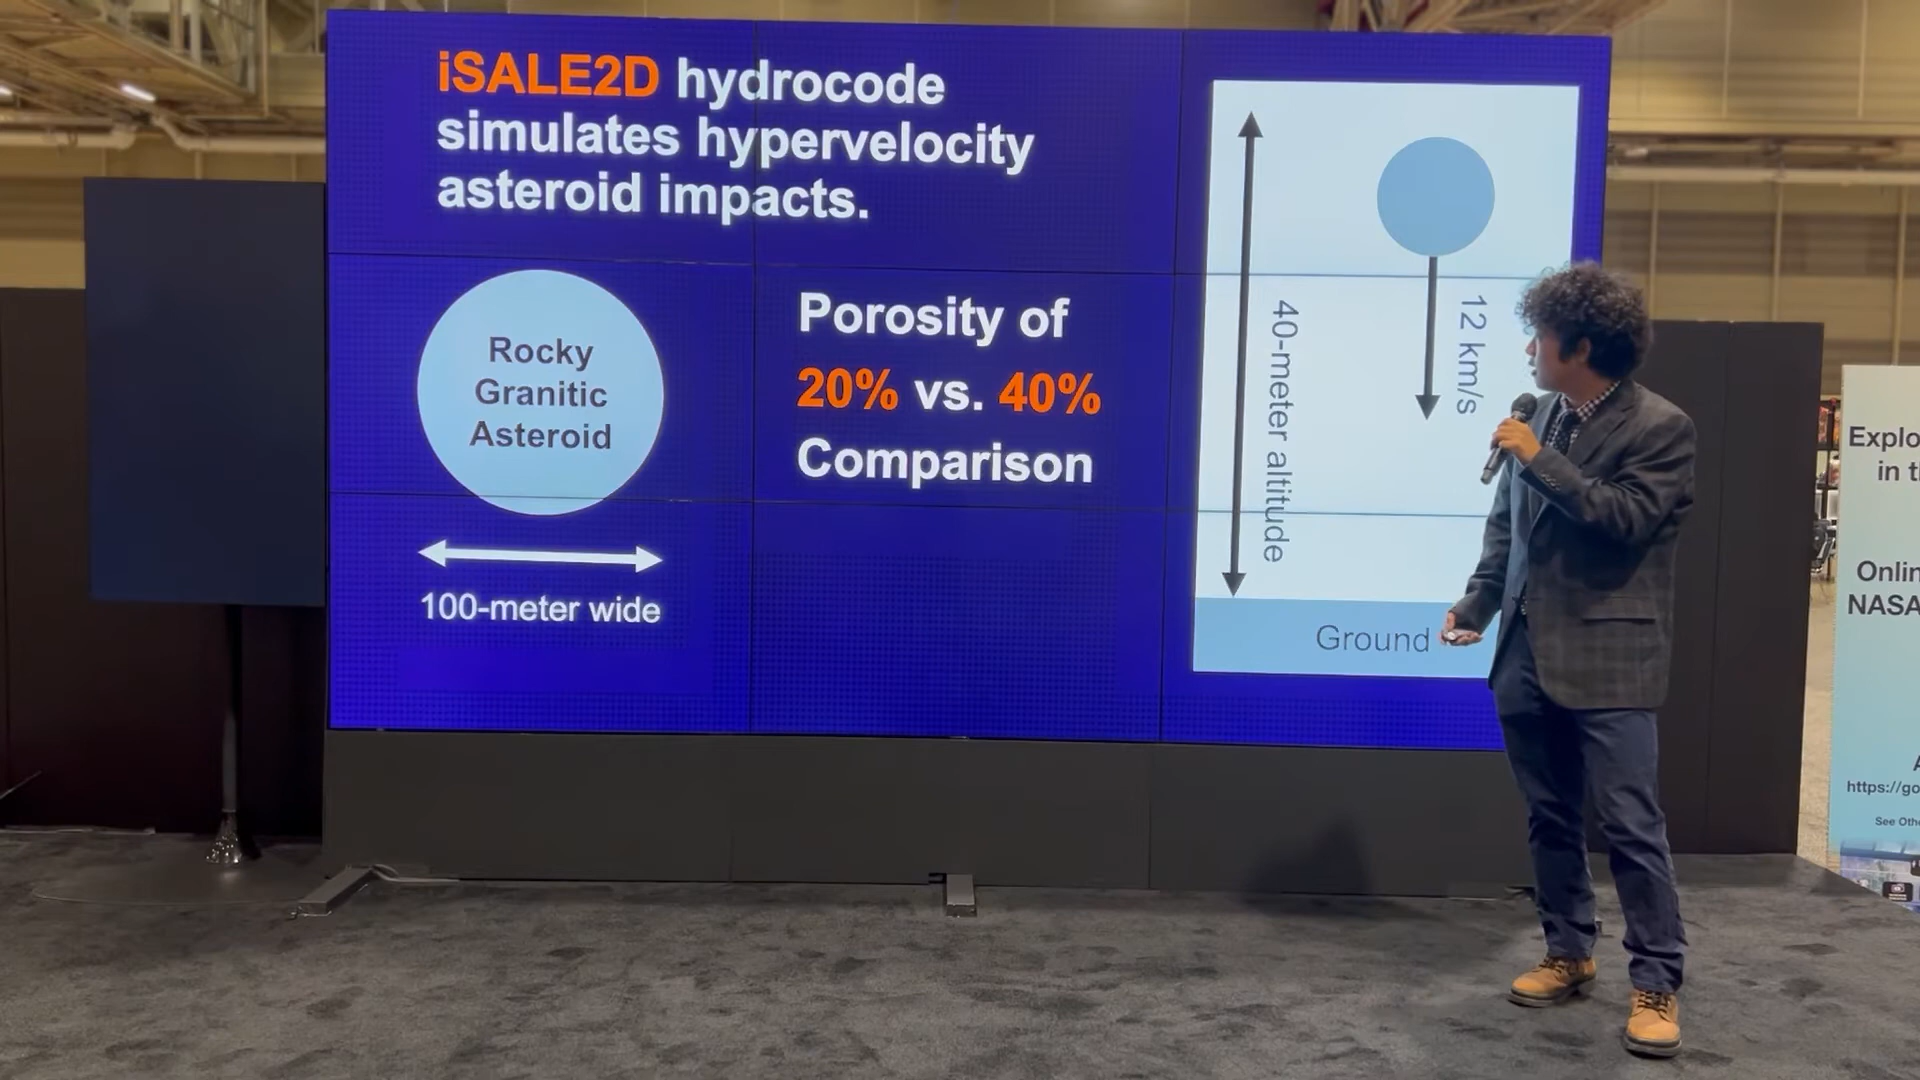 iSALE2D hydrocode
simulates hypervelocity
asteroid impacts.
Rocky
Granitic
Asteroid
100-meter wide
Porosity of
20% vs. 40%
Comparison
40-meter altitude
12 km/s
Ground
Explo
in t
Onlin
NASA
https://go
See Oth